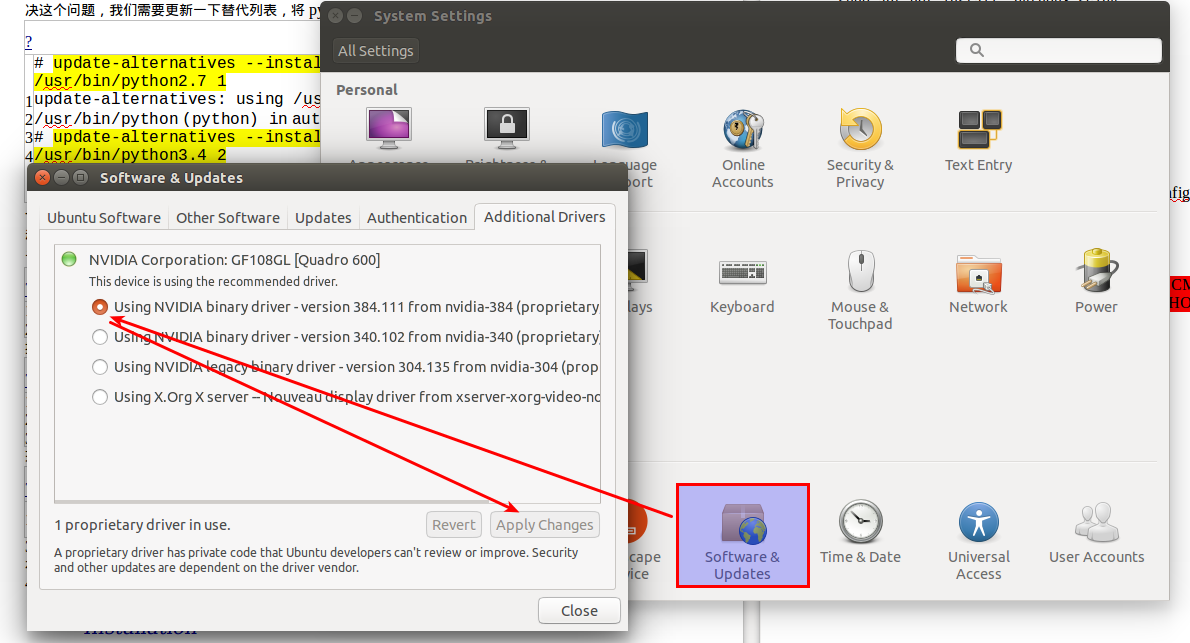 决这个问题，我们需要更新一下替代列表，将 py
?
# update-alternatives --instal
/usr/bin/python2.7 1
1 update-alternatives: using /us
2 /usr/bin/python (python) in aut
3 # update-alternatives --instal
4 /usr/bin/python3.4 2
System Settings
All Settings
Personal
Appearance
Brightness &
Online
Accounts
Security &
Privacy
Text Entry
Software & Updates
Ubuntu Software
Other Software
Updates
Authentication
Additional Drivers
NVIDIA Corporation: GF108GL [Quadro 600]
This device is using the recommended driver.
Using NVIDIA binary driver - version 384.111 from nvidia-384 (proprietary,
Using NVIDIA binary driver - version 340.102 from nvidia-340 (proprietary)
Using NVIDIA legacy binary driver - version 304.135 from nvidia-304 (prop
Using X.Org X server -- Nouveau display driver from xserver-xorg-video-no
1 proprietary driver in use.
Revert
Apply Changes
A proprietary driver has private code that Ubuntu developers can't review or improve. Security
and other updates are dependent on the driver vendor.
Close
uage
port
lays
Keyboard
Mouse &
Touchpad
Network
Power
cape
vice
Software &
Updates
Time & Date
Universal
Access
User Accounts
nfig
CM
HO
Installation